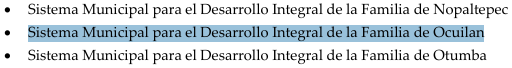 • Sistema Municipal para el Desarrollo Integral de la Familia de Nopaltepec
• Sistema Municipal para el Desarrollo Integral de la Familia de Ocuilan
• Sistema Municipal para el Desarrollo Integral de la Familia de Otumba